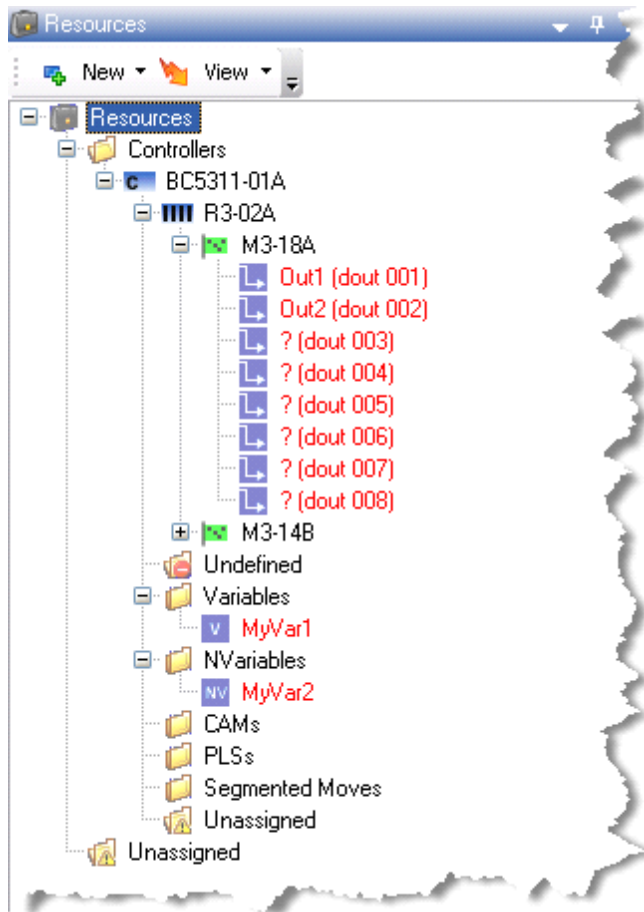 Resources
New View
Resources
Controllers
C BC5311-01A
R3-02A
M3-18A
Out1 (dout 001)
Out2 (dout 002)
? (dout 003)
? (dout 004)
? (dout 005)
? (dout 006)
? (dout 007)
? (dout 008)
M3-14B
Undefined
Variables
V MyVar1
NVariables
NV MyVar2
CAMs
PLSs
Segmented Moves
Unassigned
Unassigned